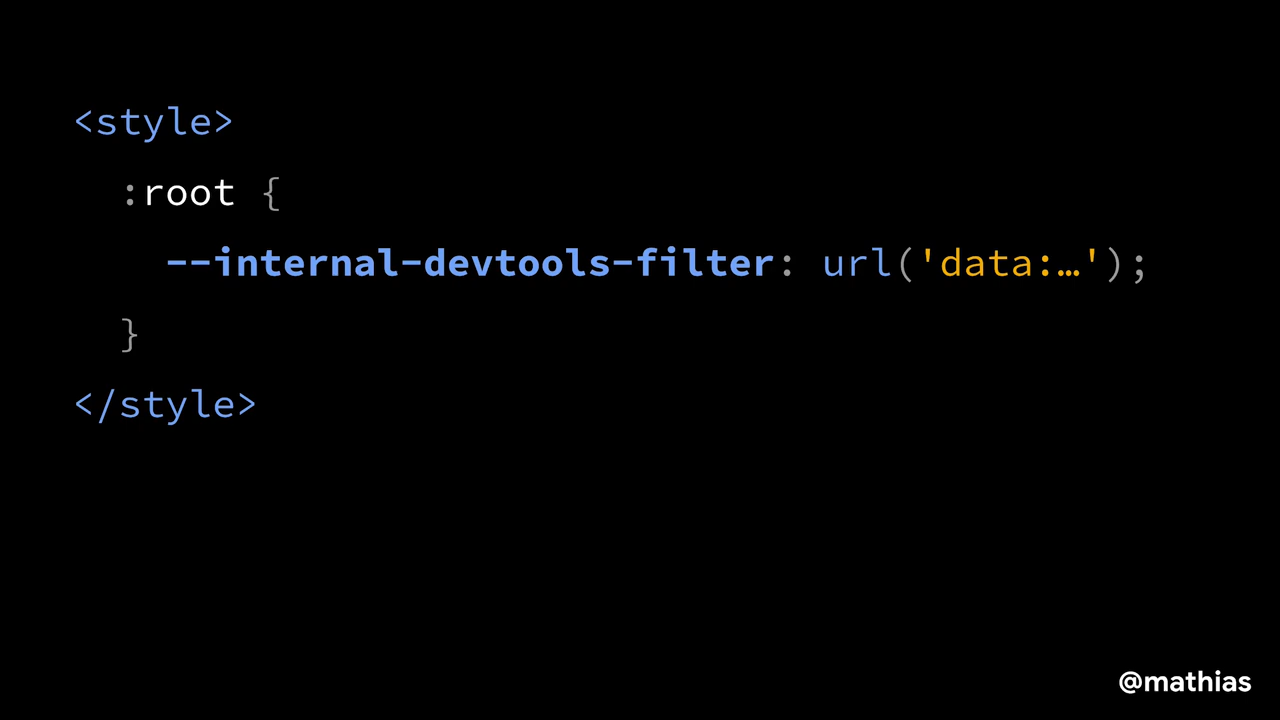 <style>
:root {
--internal-devtools-filter: url('data:…');
}
</style>
@mathias